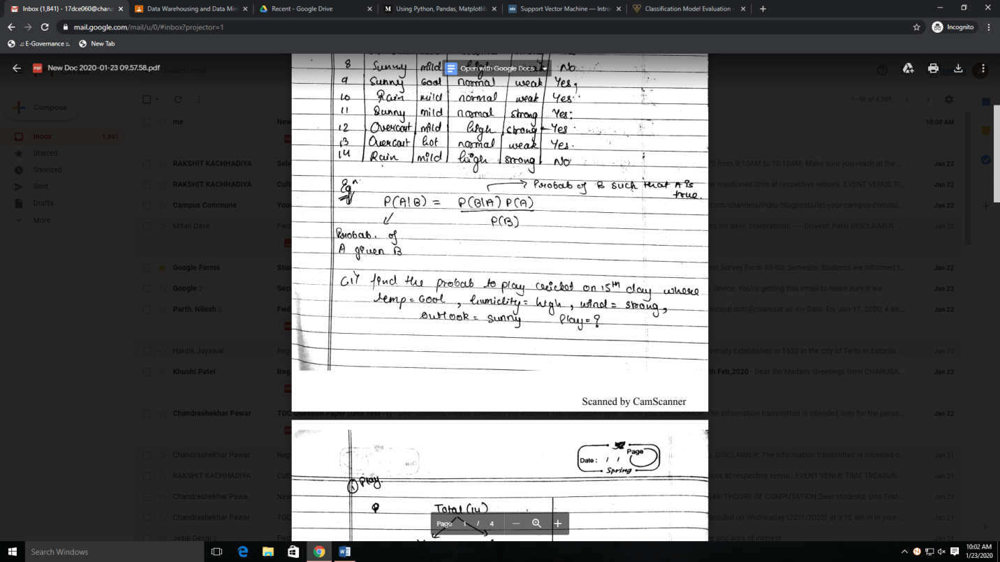 Inbox (1,841) - 17dce060@charus
Data Warehousing and Data Min
Recent - Google Drive
Using Python, Pandas, Matplotlib
Support Vector Machine — Intro
Classification Model Evaluation
mail.google.com/mail/u/0/#inbox?projector=1
Incognito
.:: E-Governance ::.
New Tab
New Doc 2020-01-23 09.57.58.pdf
Search mail
Open with Google Docs
Compose
1–50 of 4,399
Inbox 1,841
Starred
Snoozed
Sent
Drafts
More
me New 10:00 AM
RAKSHIT KACHHADIYA Sele from 9:10AM to 10:10AM. Make sure you reach at the ... Jan 22
RAKSHIT KACHHADIYA Cult mentioned time at respective venues. EVENT VENUE TI... Jan 22
Campus Commune Your com/channels/india/blogposts/let-your-campus-commu... Jan 22
Mitali Dave Fwd es for days' celebrations. - - Divyesh Patel DISCLAIMER: ... Jan 22
Google Forms Stud est Survey Form All 6th Semester Students are informed t... Jan 22
Google 2 Secu device. You're getting this email to make sure it wa Jan 22
Parth, Nilesh 2 Fwd incipal.dptr@charusat.ac.in> Date: Fri, Jan 17, 2020, 4:46... Jan 22
Hardik Jayswal Reg versity Established in 1632 in the city of Tartu in Estonia. Jan 22
Khushi Patel Reg. th Feb,2020 - Dear Sir/Madam. Greetings from CHARUSA... Jan 22
Chandrashekhar Pawar TOC Question Paper (Unit Test -1) The information transmitted is intended only for the perso... Jan 22
Chandrashekhar Pawar Reg DISCLAIMER: The information transmitted is intended o... Jan 21
RAKSHIT KACHHADIYA Cult time at respective venue.. EVENT VENUE TIME TREASUR... Jan 21
Chandrashekhar Pawa. New 49: THEORY OF COMPUTATION Dear students, Unit Test-... Jan 21
Chandrashekhar Pawar TOC heduled on Wednesday (22/1/2020) at 9:10 am in in your ... Jan 21
Jesal Desai 2 Fwd and area of interest. Jan 21
8 Sunny mild high No
9 Sunny Cool normal weak Yes
10 Rain mild normal weak Yes
11 Sunny mild normal strong Yes
12 Overcast mild high strong Yes
13 Overcast hot normal weak Yes
14 Rain mild high strong No
Eqn
Probab of B such that A is
true.
P(A|B) = P(B|A) P(A)
P(B)
Probab. of
A given B
find the probab to play cricket on 15th day where
temp = Cool , humidity = high , wind = strong,
outlook = sunny Play = ?
Scanned by CamScanner
Page
Date : / /
Spring
Play.
Total (14)
Page 1 / 4
Search Windows
10:02 AM
1/23/2020